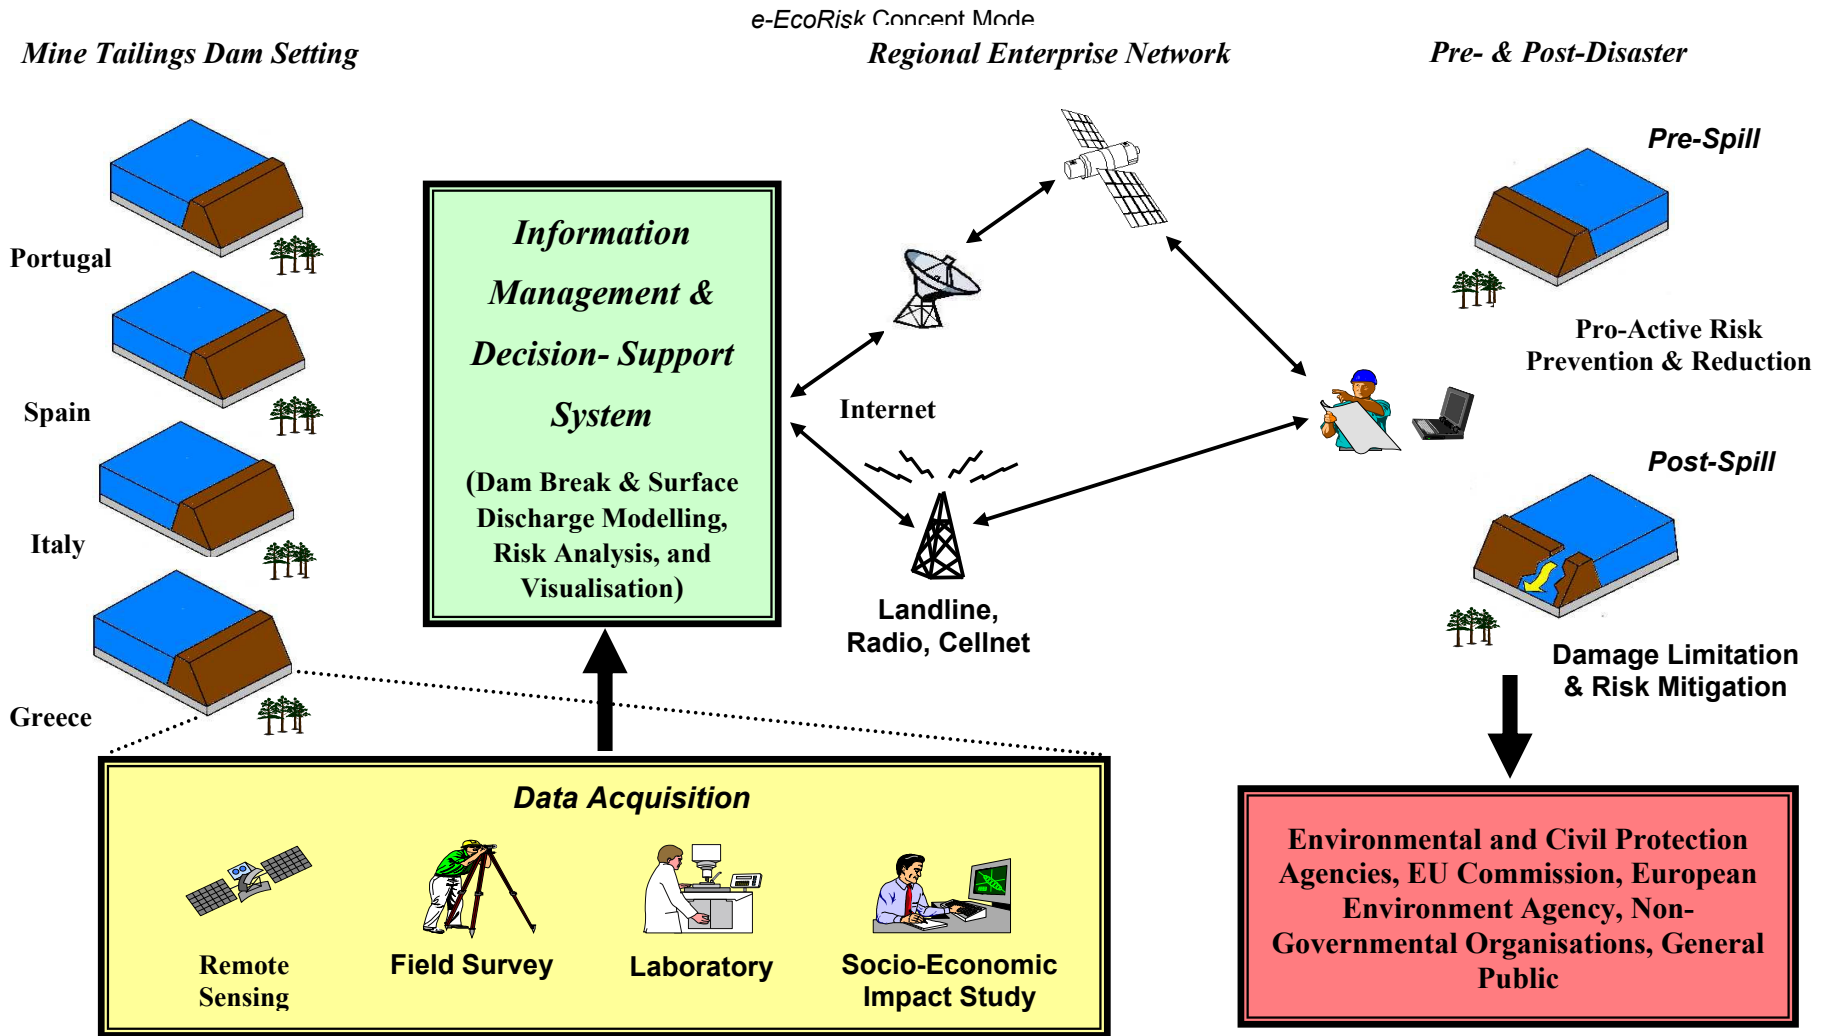 e-EcoRisk Concept Mode
Mine Tailings Dam Setting
Regional Enterprise Network
Pre- & Post-Disaster
Portugal
Spain
Italy
Greece
Information
Management &
Decision- Support
System
(Dam Break & Surface
Discharge Modelling,
Risk Analysis, and
Visualisation)
Internet
Landline,
Radio, Cellnet
Pre-Spill
Pro-Active Risk
Prevention & Reduction
Post-Spill
Damage Limitation
& Risk Mitigation
Data Acquisition
Remote
Sensing
Field Survey
Laboratory
Socio-Economic
Impact Study
Environmental and Civil Protection
Agencies, EU Commission, European
Environment Agency, Non-
Governmental Organisations, General
Public